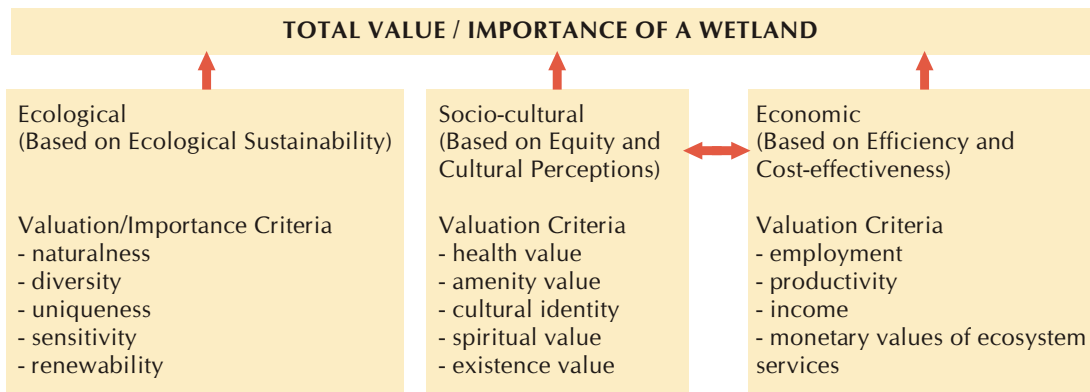 TOTAL VALUE / IMPORTANCE OF A WETLAND
Ecological
(Based on Ecological Sustainability)
Valuation/Importance Criteria
- naturalness
- diversity
- uniqueness
- sensitivity
- renewability
Socio-cultural
(Based on Equity and
Cultural Perceptions)
Valuation Criteria
- health value
- amenity value
- cultural identity
- spiritual value
- existence value
Economic
(Based on Efficiency and
Cost-effectiveness)
Valuation Criteria
- employment
- productivity
- income
- monetary values of ecosystem
services